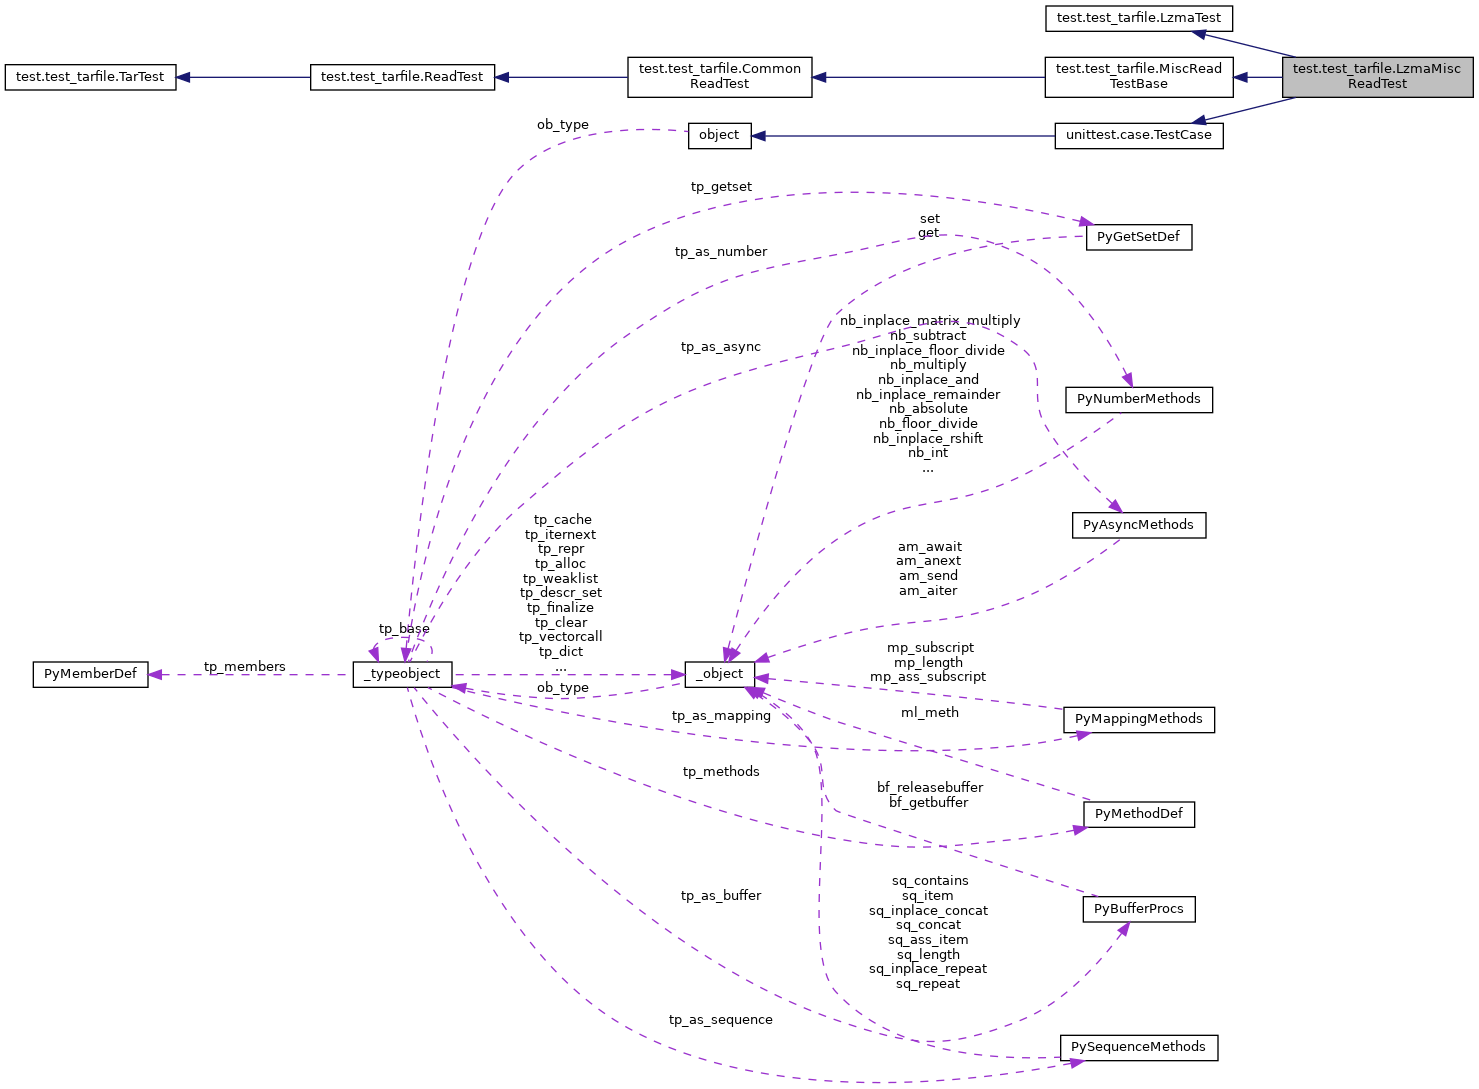 test.test_tarfile.LzmaTest
test.test_tarfile.TarTest
test.test_tarfile.ReadTest
test.test_tarfile.Common
ReadTest
test.test_tarfile.MiscRead
TestBase
test.test_tarfile.LzmaMisc
ReadTest
ob_type
object
unittest.case.TestCase
tp_getset
set
get
PyGetSetDef
tp_as_number
nb_inplace_matrix_multiply
nb_subtract
nb_inplace_floor_divide
nb_multiply
nb_inplace_and
nb_inplace_remainder
nb_absolute
nb_floor_divide
nb_inplace_rshift
nb_int
...
tp_as_async
PyNumberMethods
PyAsyncMethods
tp_cache
tp_iternext
tp_repr
tp_alloc
tp_weaklist
tp_descr_set
tp_finalize
tp_clear
tp_vectorcall
tp_dict
...
am_await
am_anext
am_send
am_aiter
tp_base
PyMemberDef
tp_members
_typeobject
_object
ob_type
mp_subscript
mp_length
mp_ass_subscript
tp_as_mapping
ml_meth
PyMappingMethods
tp_methods
bf_releasebuffer
bf_getbuffer
PyMethodDef
tp_as_buffer
sq_contains
sq_item
sq_inplace_concat
sq_concat
sq_ass_item
sq_length
sq_inplace_repeat
sq_repeat
PyBufferProcs
tp_as_sequence
PySequenceMethods